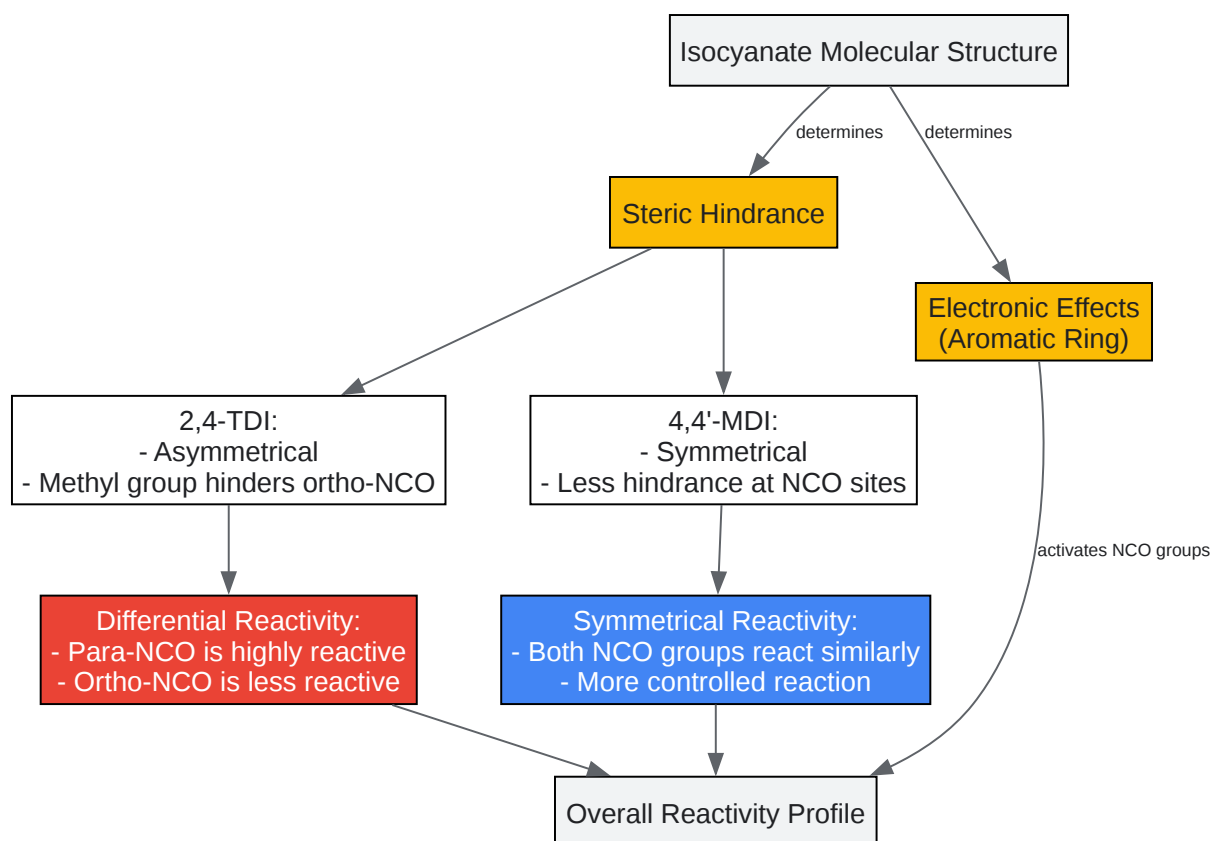 Isocyanate Molecular Structure
determines
determines
Steric Hindrance
Electronic Effects
(Aromatic Ring)
2,4-TDI:
- Asymmetrical
- Methyl group hinders ortho-NCO
4,4'-MDI:
- Symmetrical
- Less hindrance at NCO sites
activates NCO groups
Differential Reactivity:
- Para-NCO is highly reactive
- Ortho-NCO is less reactive
Symmetrical Reactivity:
- Both NCO groups react similarly
- More controlled reaction
Overall Reactivity Profile